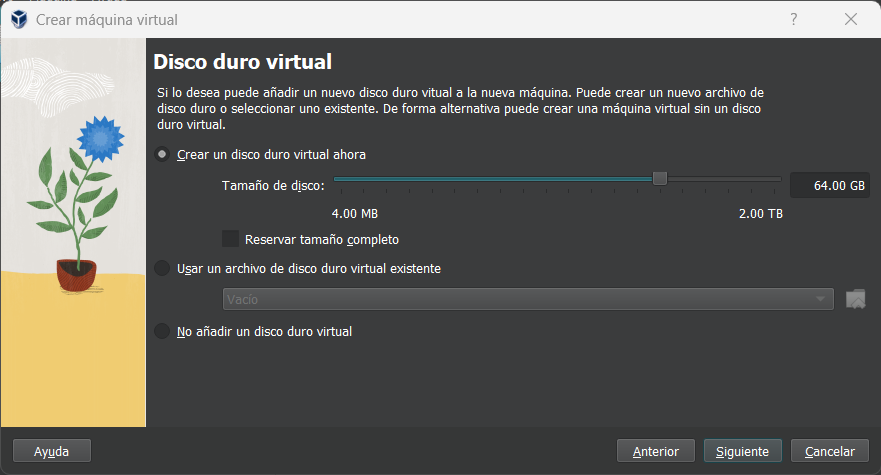 Crear máquina virtual
?
Disco duro virtual
Si lo desea puede añadir un nuevo disco duro vitual a la nueva máquina. Puede crear un nuevo archivo de
disco duro o seleccionar uno existente. De forma alternativa puede crear una máquina virtual sin un disco
duro virtual.
Crear un disco duro virtual ahora
Tamaño de disco:
64.00 GB
4.00 MB
2.00 TB
Reservar tamaño completo
Usar un archivo de disco duro virtual existente
Vacío
No añadir un disco duro virtual
Ayuda
Anterior
Siguiente
Cancelar